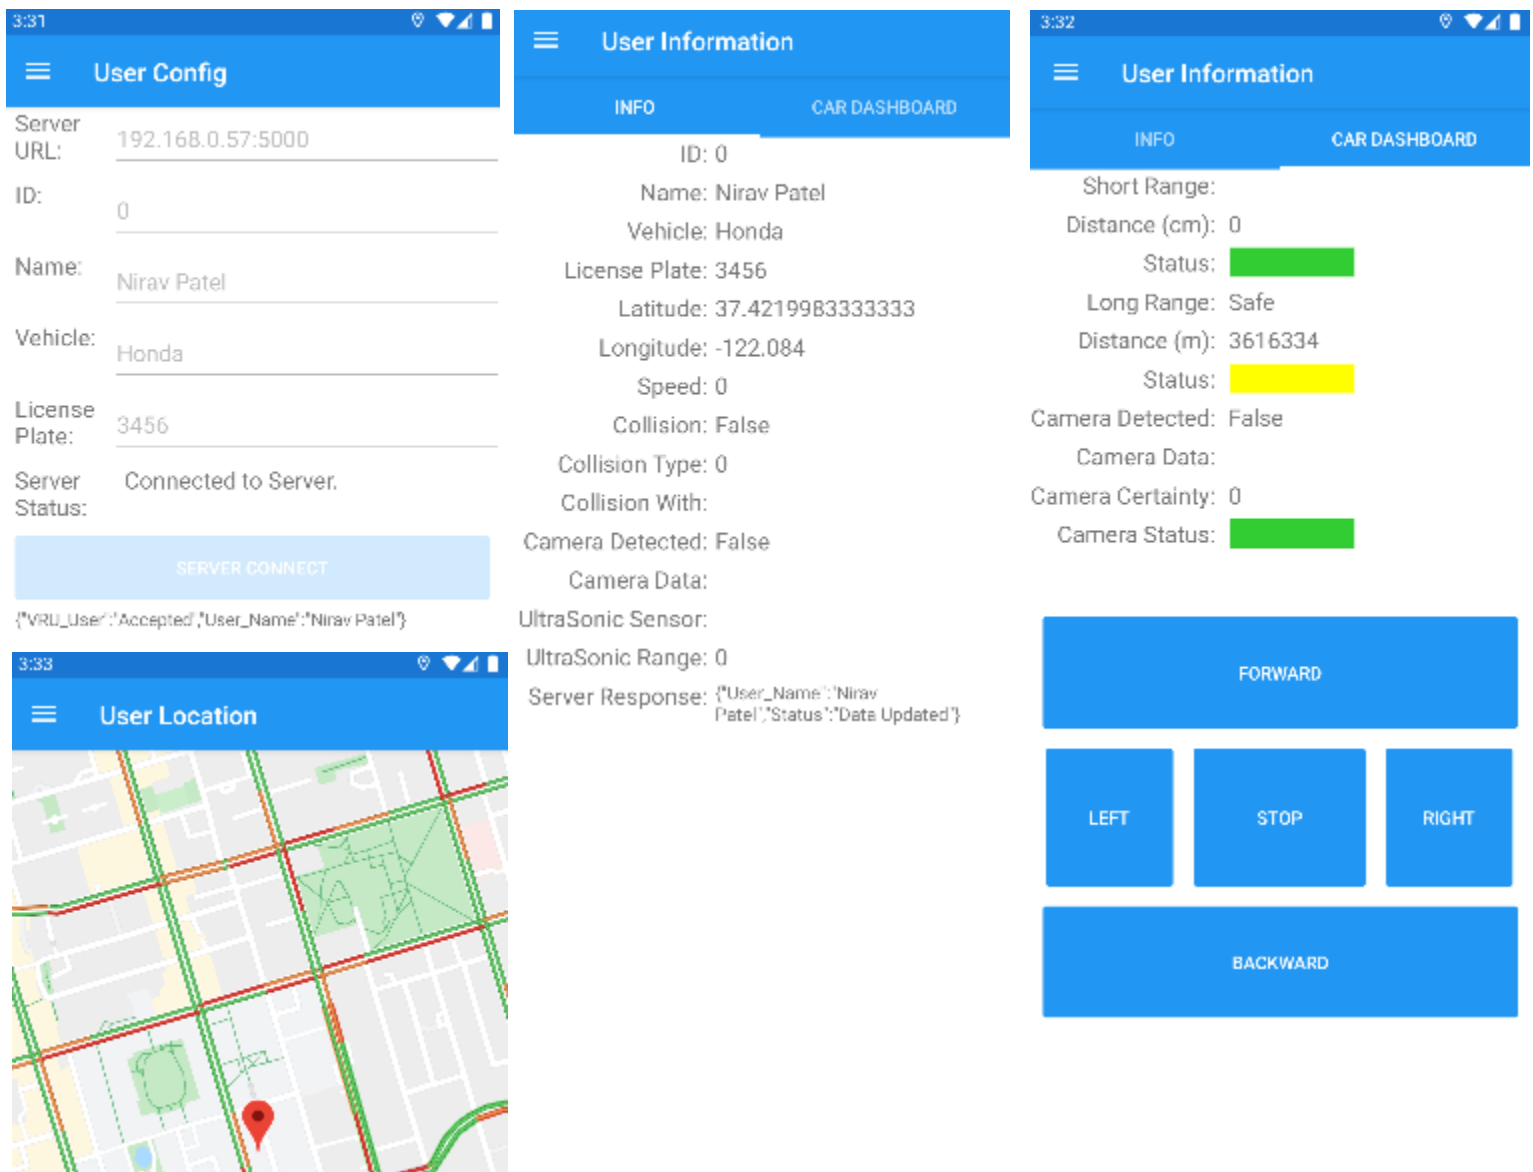 3:31
User Config
Server
URL:
192.168.0.57:5000
ID:
0
Name:
Nirav Patel
Vehicle:
Honda
License
Plate:
3456
Server
Status:
Connected to Server.
SERVER CONNECT
{"VRU_User":"Accepted","User_Name":"Nirav Patel"}
3:33
User Location
User Information
INFO CAR DASHBOARD
ID: 0
Name: Nirav Patel
Vehicle: Honda
License Plate: 3456
Latitude: 37.4219983333333
Longitude: -122.084
Speed: 0
Collision: False
Collision Type: 0
Collision With:
Camera Detected: False
Camera Data:
UltraSonic Sensor:
UltraSonic Range: 0
Server Response: {"User_Name":"Nirav
Patel","Status":"Data Updated"}
3:32
User Information
INFO CAR DASHBOARD
Short Range:
Distance (cm): 0
Status:
Long Range: Safe
Distance (m): 3616334
Status:
Camera Detected: False
Camera Data:
Camera Certainty: 0
Camera Status:
FORWARD
LEFT STOP RIGHT
BACKWARD